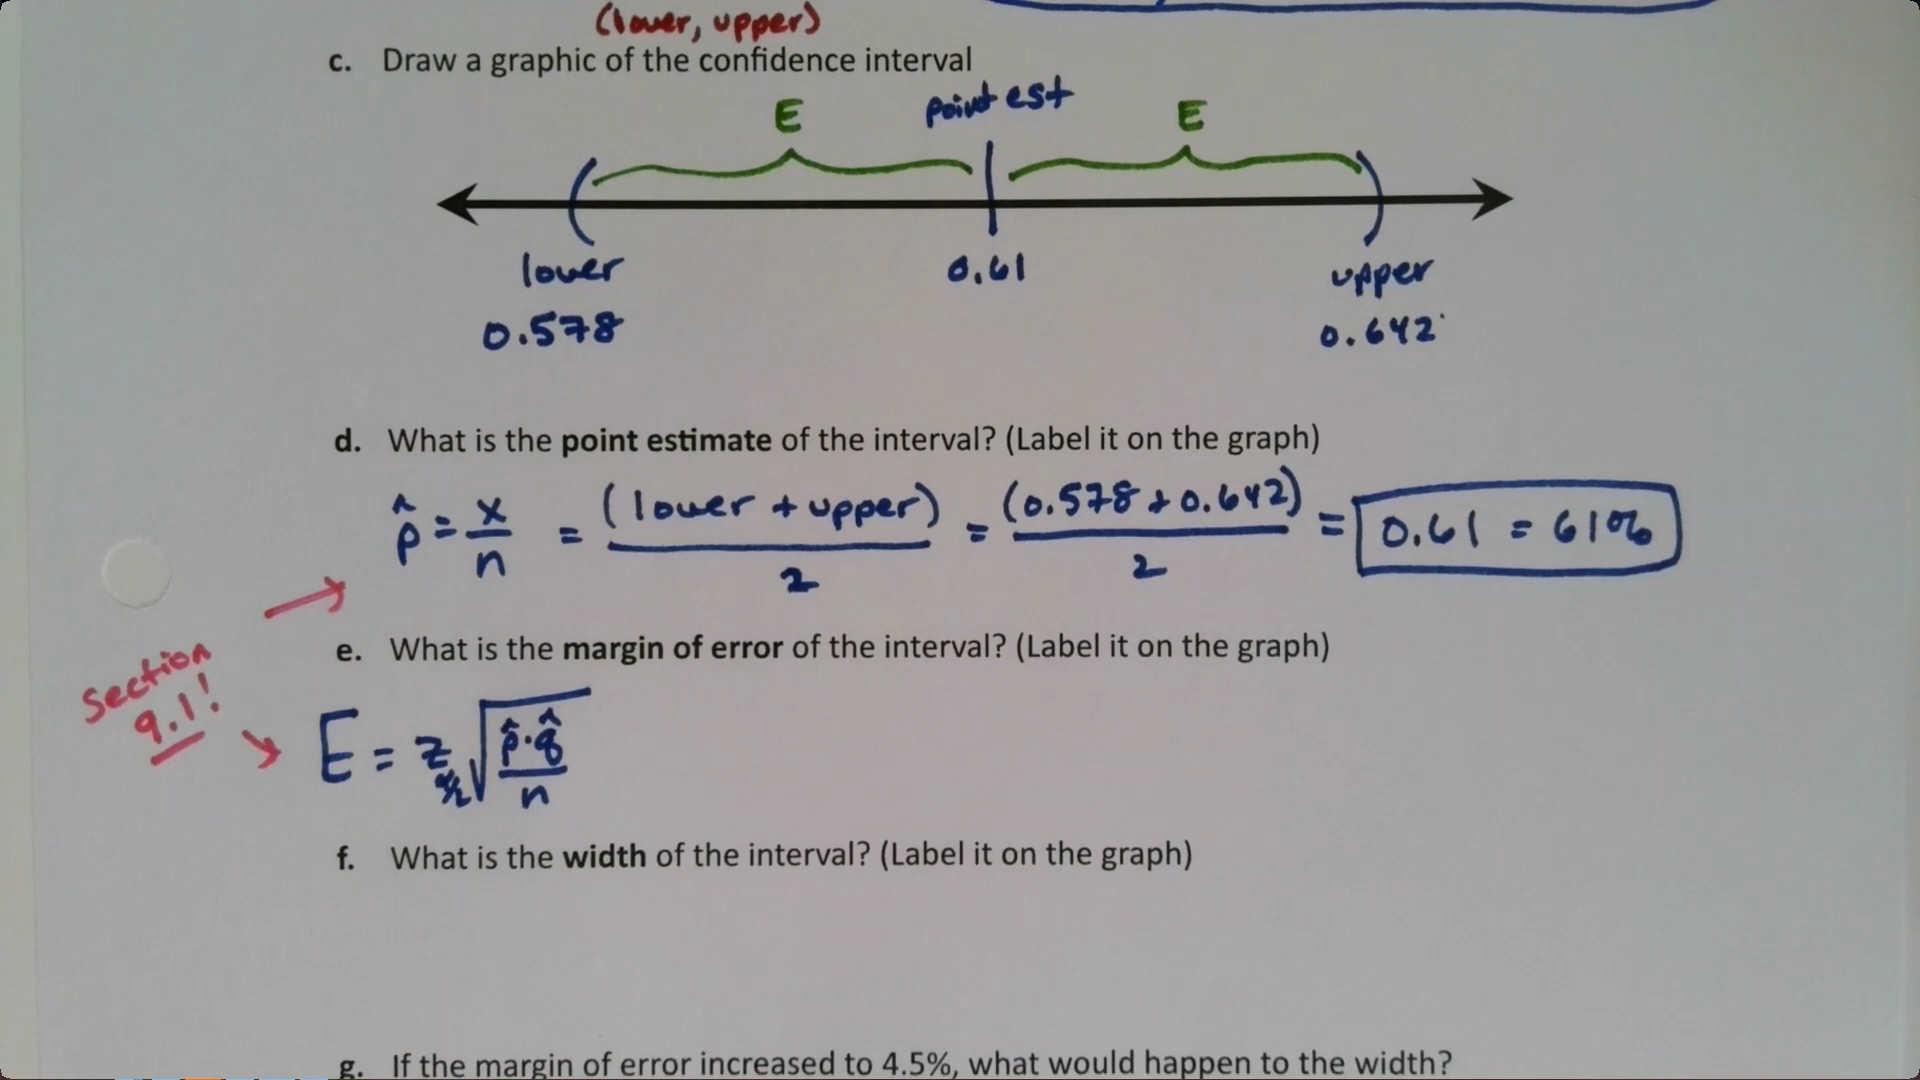 (lower, upper)
c. Draw a graphic of the confidence interval
E point est E
lower 0.61 upper
0.578 0.642
d. What is the point estimate of the interval? (Label it on the graph)
p̂ = x/n = (lower + upper)/2 = (0.578 + 0.642)/2 = 0.61 = 61%
e. What is the margin of error of the interval? (Label it on the graph)
Section
9.1!
E = z α/2 √(p̂·q̂/n)
f. What is the width of the interval? (Label it on the graph)
g. If the margin of error increased to 4.5%, what would happen to the width?